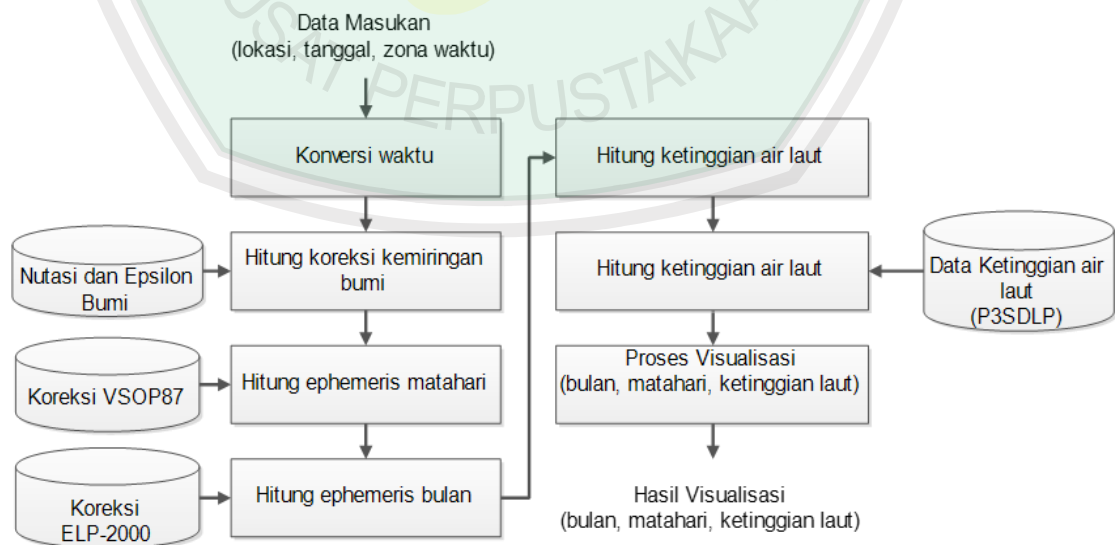 Data Masukan
(lokasi, tanggal, zona waktu)
USAT PERPUSTAKAA
Konversi waktu
Nutasi dan Epsilon
Bumi
Hitung koreksi kemiringan
bumi
Koreksi VSOP87
Hitung ephemeris matahari
Koreksi
ELP-2000
Hitung ephemeris bulan
Hitung ketinggian air laut
Hitung ketinggian air laut
Data Ketinggian air
laut
(P3SDLP)
Proses Visualisasi
(bulan, matahari, ketinggian laut)
Hasil Visualisasi
(bulan, matahari, ketinggian laut)